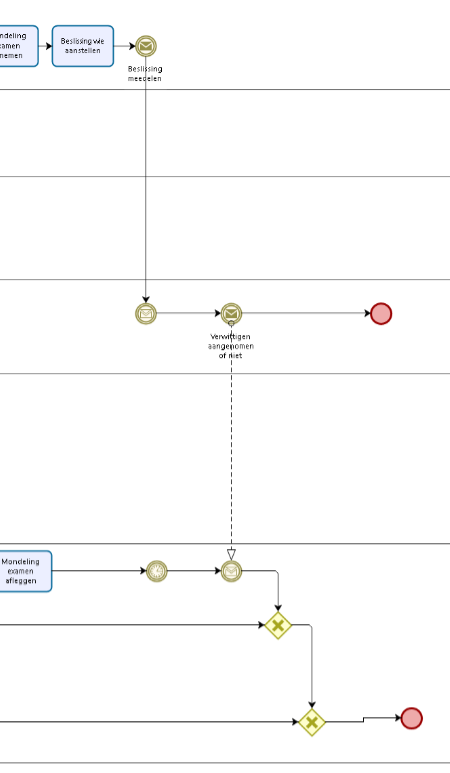 ndeling
xamen
nemen
Beslissing wie
aanstellen
Beslissing
meedelen
Verwittigen
aangenomen
of niet
Mondeling
examen
afleggen